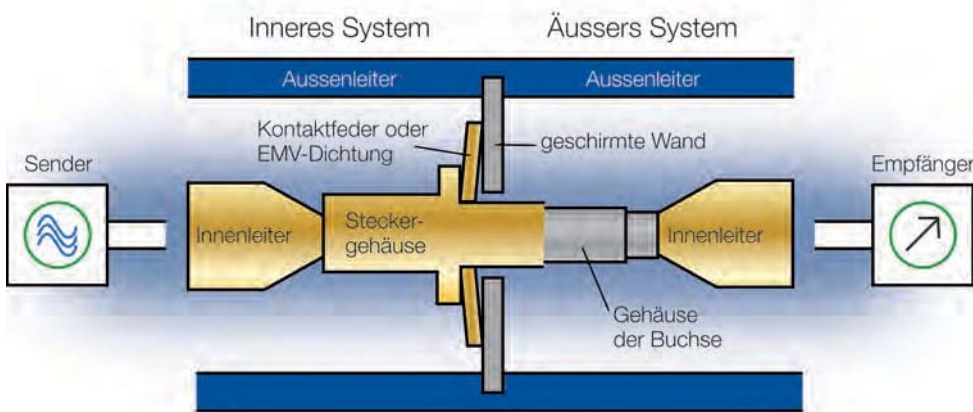 Inneres System
Äussers System
Aussenleiter
Aussenleiter
Kontaktfeder oder
EMV-Dichtung
geschirmte Wand
Sender
Empfänger
Innenleiter
Stecker-
gehäuse
Innenleiter
Gehäuse
der Buchse